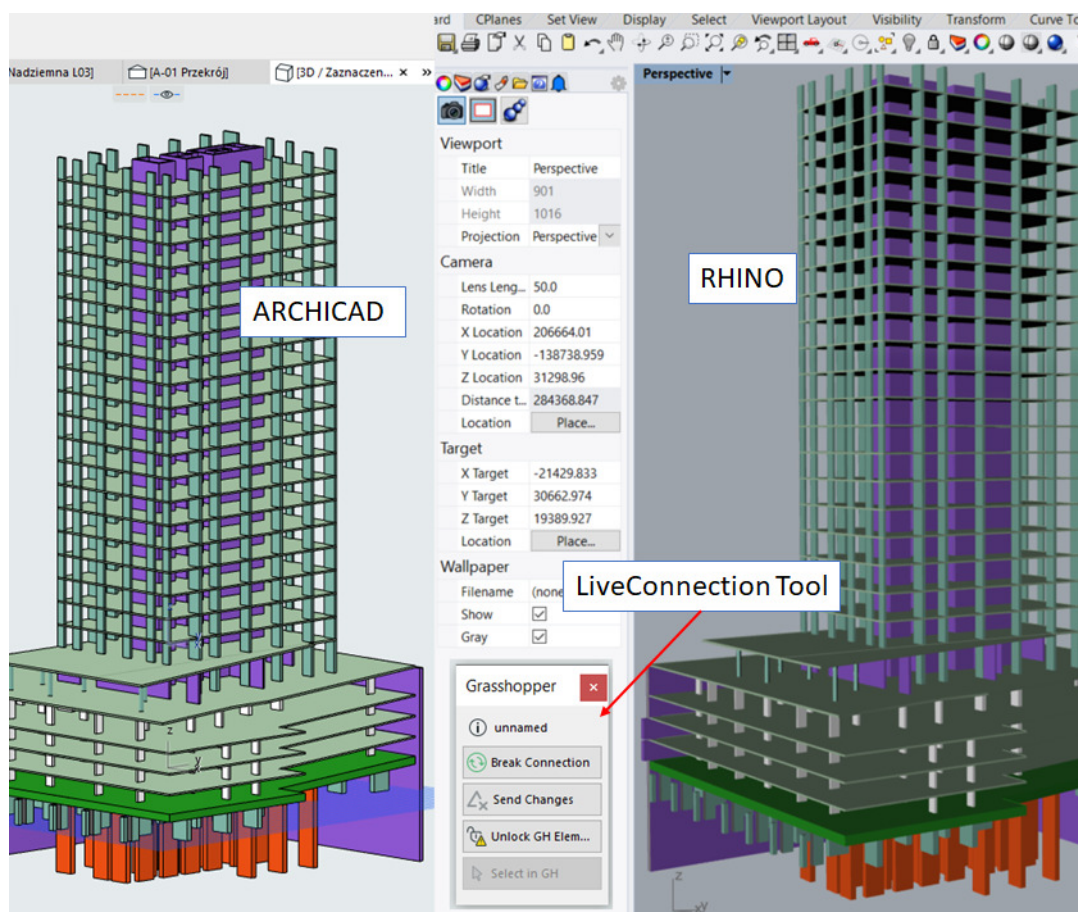 ard CPlanes Set View Display Select Viewport Layout Visibility Transform Curve To
Nadziemna L03] [A-01 Przekrój] [3D / Zaznaczen... × »
Perspective
Viewport
Title Perspective
Width 901
Height 1016
Projection Perspective
Camera
Lens Leng... 50.0
Rotation 0.0
X Location 206664.01
Y Location -138738.959
Z Location 31298.96
Distance t... 284368.847
Location Place...
Target
X Target -21429.833
Y Target 30662.974
Z Target 19389.927
Location Place...
Wallpaper
Filename (none
Show
Gray
ARCHICAD
RHINO
LiveConnection Tool
Grasshopper ×
unnamed
Break Connection
Send Changes
Unlock GH Elem...
Select in GH
z
y
z
x y